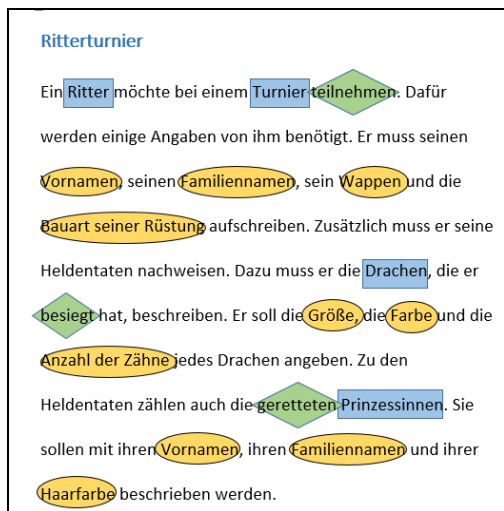 Ritterturnier
Ein Ritter möchte bei einem Turnier teilnehmen. Dafür
werden einige Angaben von ihm benötigt. Er muss seinen
Vornamen, seinen Familiennamen, sein Wappen und die
Bauart seiner Rüstung aufschreiben. Zusätzlich muss er seine
Heldentaten nachweisen. Dazu muss er die Drachen, die er
besiegt hat, beschreiben. Er soll die Größe, die Farbe und die
Anzahl der Zähne jedes Drachen angeben. Zu den
Heldentaten zählen auch die geretteten Prinzessinnen. Sie
sollen mit ihren Vornamen, ihren Familiennamen und ihrer
Haarfarbe beschrieben werden.